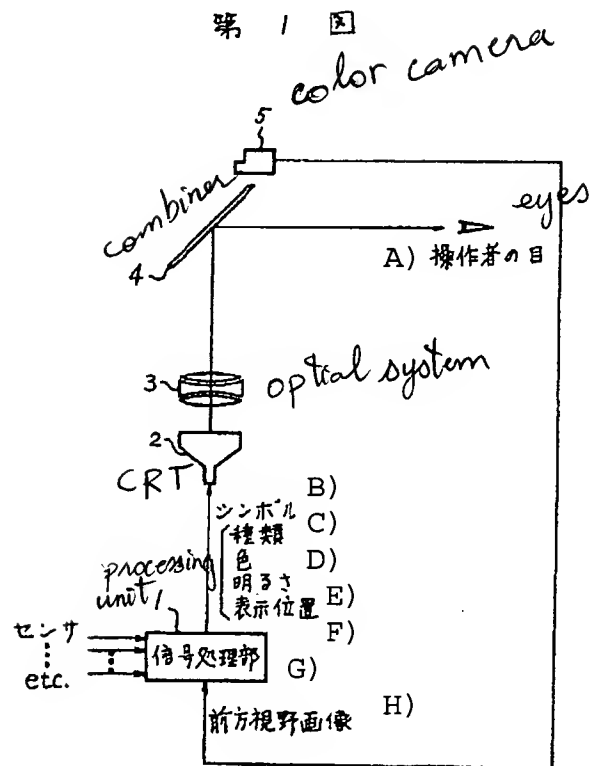 第 1 図
color camera
5
combiner
eyes
4
A) 操作者の目
3
optial system
2
CRT
B)
シンボル
種類 C)
色 D)
明るさ
表示位置 E)
F)
processing
unit 1
センサ
etc.
信号処理部 G)
前方視野画像 H)